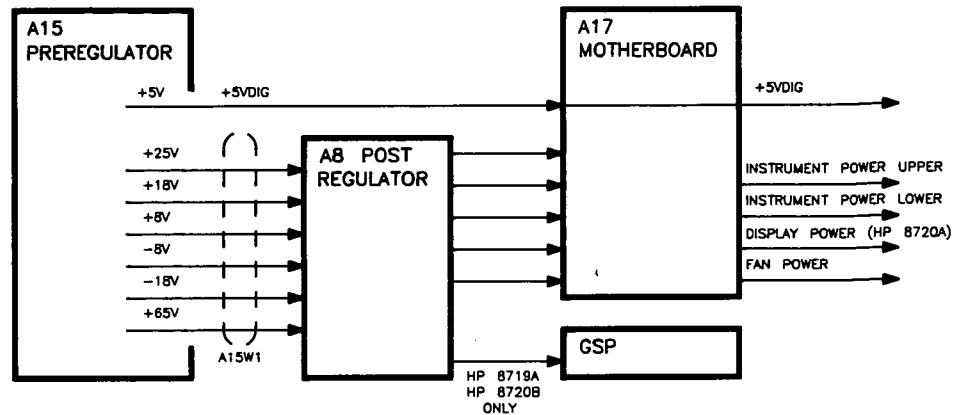 A15
PREREGULATOR
A17
MOTHERBOARD
+5V
+5VDIG
+5VDIG
+25V
+18V
+8V
-8V
-18V
+65V
A15W1
A8 POST
REGULATOR
INSTRUMENT POWER UPPER
INSTRUMENT POWER LOWER
DISPLAY POWER (HP 8720A)
FAN POWER
GSP
HP 8719A
HP 8720B
ONLY